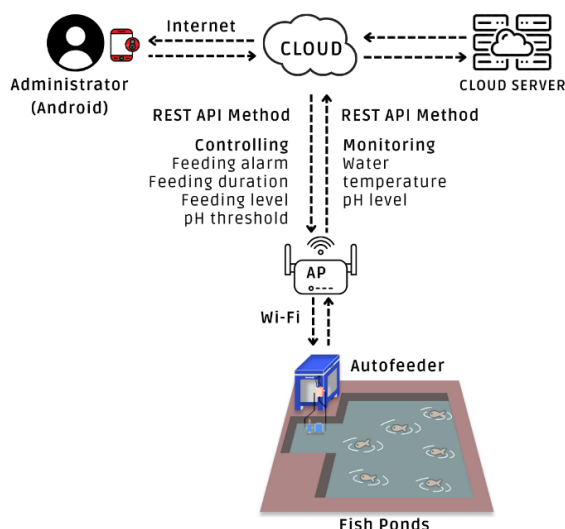 Internet
CLOUD
Administrator
(Android)
CLOUD SERVER
REST API Method
Controlling
Feeding alarm
Feeding duration
Feeding level
pH threshold
REST API Method
Monitoring
Water
temperature
pH level
AP
Wi-Fi
Autofeeder
Fish Ponds